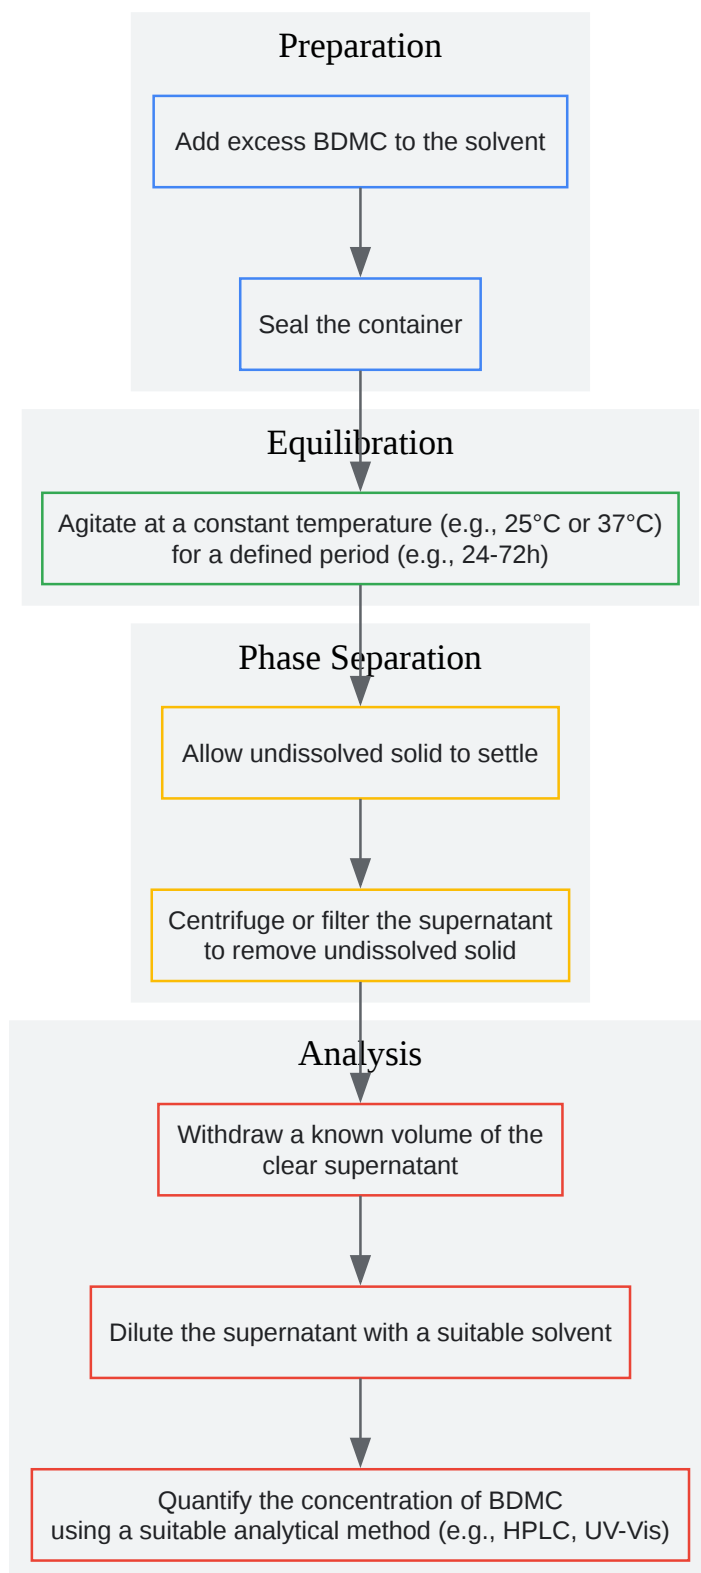 Preparation
Add excess BDMC to the solvent
Seal the container
Equilibration
Agitate at a constant temperature (e.g., 25°C or 37°C)
for a defined period (e.g., 24-72h)
Phase Separation
Allow undissolved solid to settle
Centrifuge or filter the supernatant
to remove undissolved solid
Analysis
Withdraw a known volume of the
clear supernatant
Dilute the supernatant with a suitable solvent
Quantify the concentration of BDMC
using a suitable analytical method (e.g., HPLC, UV-Vis)